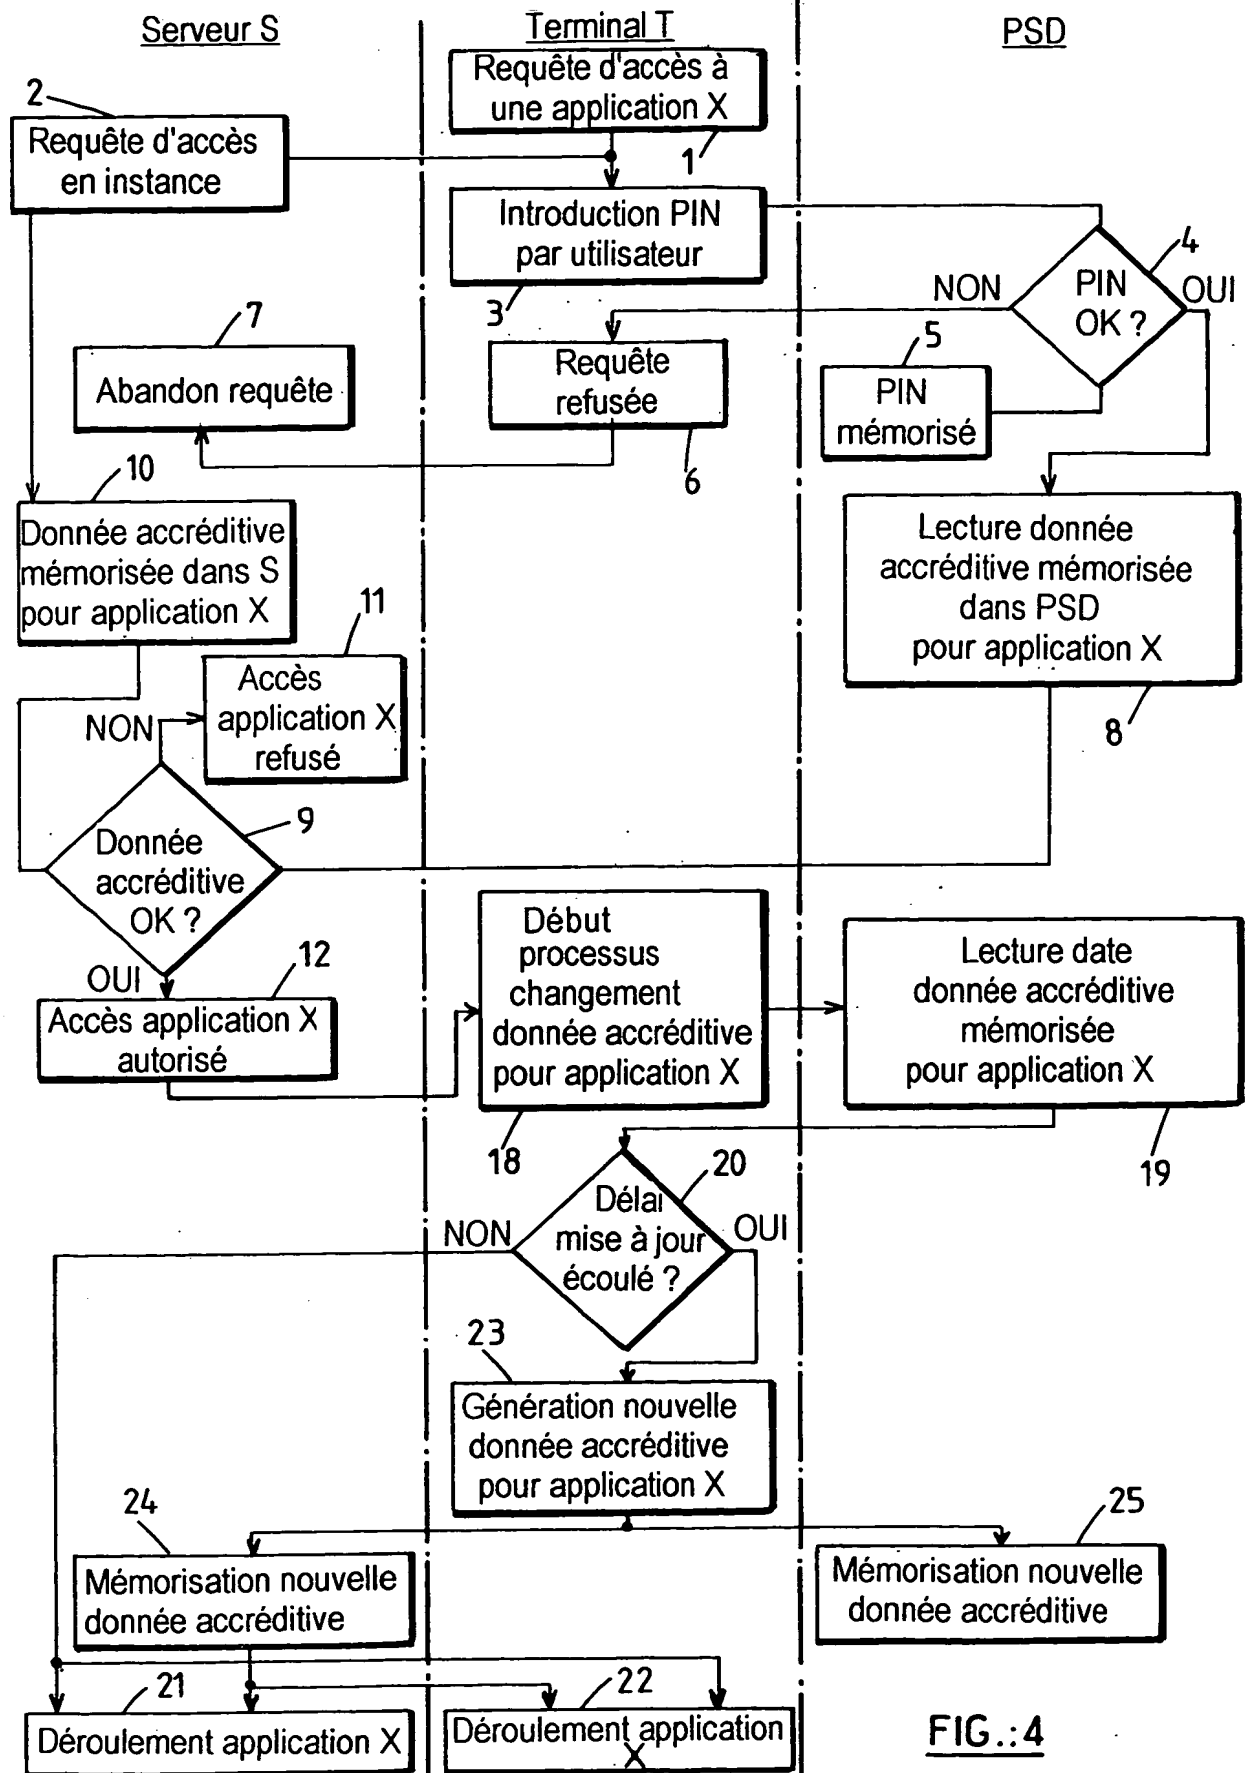 Serveur S
Terminal T
PSD
Requête d'accès à
une application X
1
2
Requête d'accès
en instance
Introduction PIN
par utilisateur
3
4
PIN
OK ?
NON
OUI
5
PIN
mémorisé
7
Abandon requête
Requête
refusée
6
10
Donnée accréditive
mémorisée dans S
pour application X
Lecture donnée
accréditive mémorisée
dans PSD
pour application X
8
11
Accès
application X
refusé
NON
9
Donnée
accréditive
OK ?
OUI
12
Accès application X
autorisé
Début
processus
changement
donnée accréditive
pour application X
18
Lecture date
donnée accréditive
mémorisée
pour application X
19
20
Délai
mise à jour
écoulé ?
NON
OUI
23
Génération nouvelle
donnée accréditive
pour application X
24
Mémorisation nouvelle
donnée accréditive
25
Mémorisation nouvelle
donnée accréditive
21
Déroulement application X
22
Déroulement application
X
FIG.:4